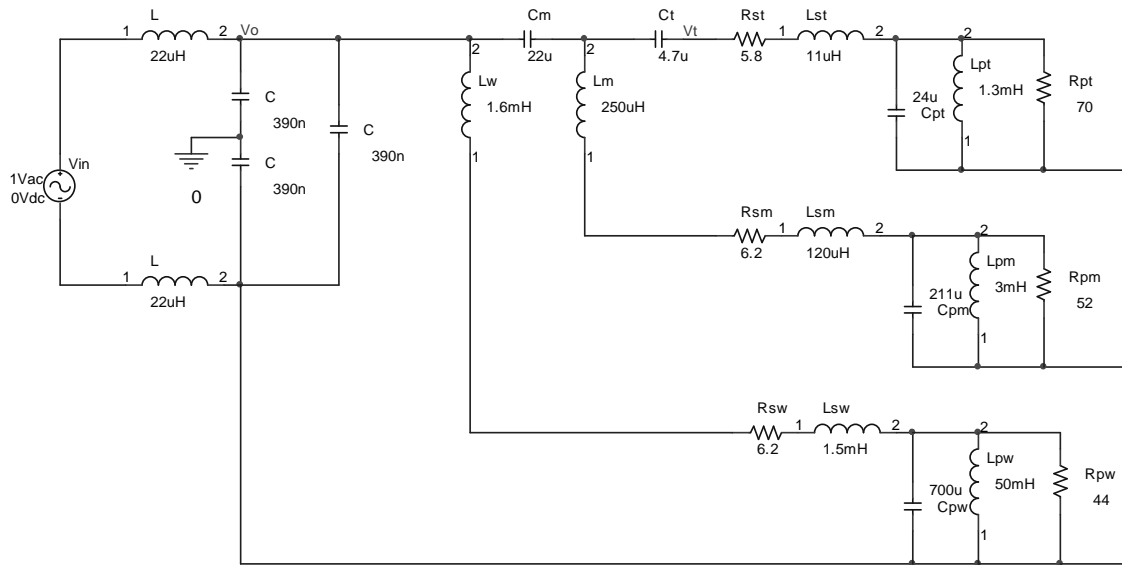 L
1 2
22uH
Vo
Cm
22u
Ct
4.7u
Vt
Rst
5.8
Lst
1 2
11uH
2
Lw
1.6mH
1
2
Lm
250uH
1
24u
Cpt
2
Lpt
1.3mH
1
Rpt
70
C
390n
C
390n
C
390n
0
Vin
1Vac
0Vdc
L
1 2
22uH
Rsm
6.2
Lsm
1 2
120uH
211u
Cpm
2
Lpm
3mH
1
Rpm
52
Rsw
6.2
Lsw
1 2
1.5mH
700u
Cpw
2
Lpw
50mH
1
Rpw
44